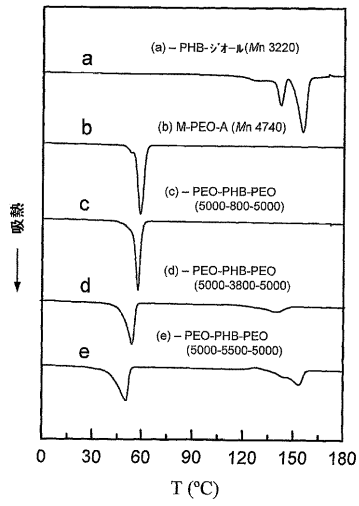 a
(a) – PHB-ジオール(Mn 3220)
b
(b) M-PEO-A (Mn 4740)
c
(c) – PEO-PHB-PEO
(5000-800-5000)
d
(d) – PEO-PHB-PEO
(5000-3800-5000)
e
(e) – PEO-PHB-PEO
(5000-5500-5000)
吸熱
0 30 60 90 120 150 180
T (ºC)